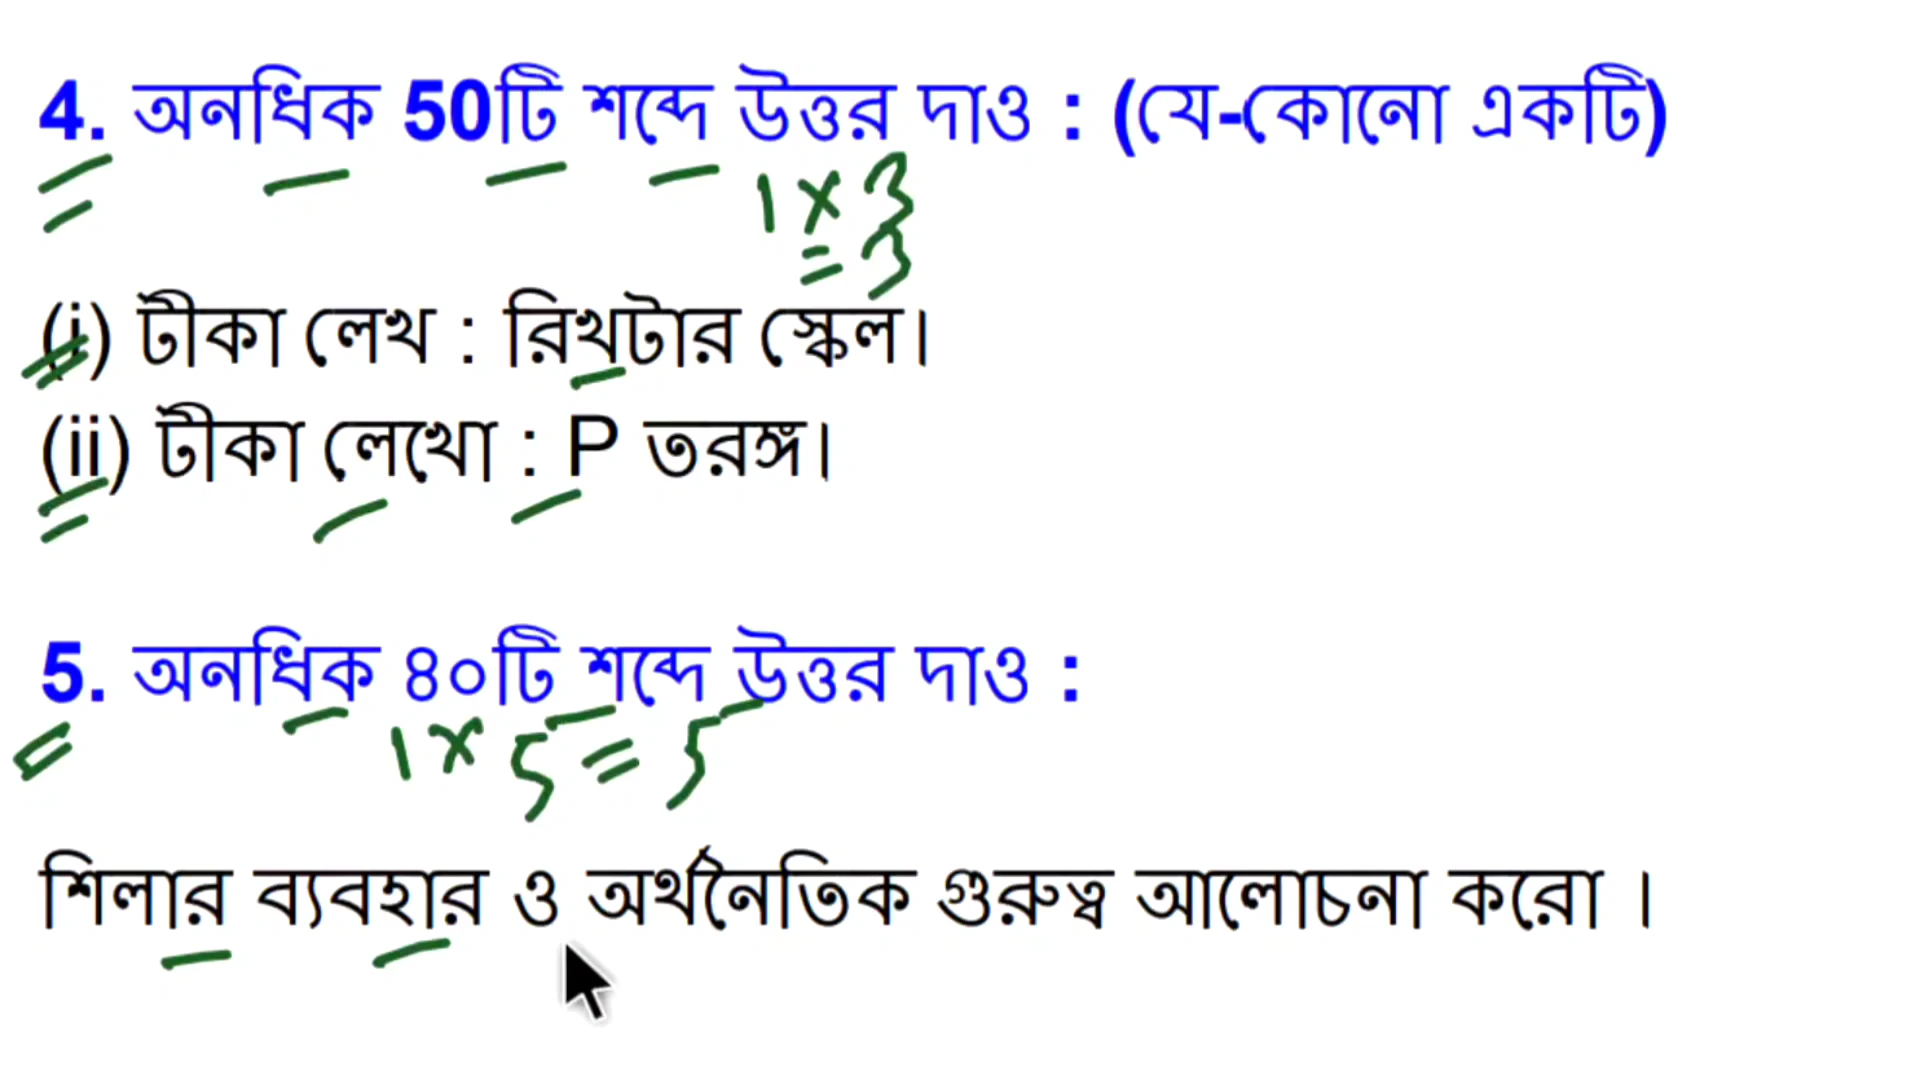 4. অনধিক 50টি শব্দে উত্তর দাও : (যে-কোনো একটি)
1 × 3
= 3
(i) টীকা লেখ : রিখটার স্কেল।
(ii) টীকা লেখো : P তরঙ্গ।
5. অনধিক ৪০টি শব্দে উত্তর দাও :
1 × 5 = 5
শিলার ব্যবহার ও অর্থনৈতিক গুরুত্ব আলোচনা করো ।